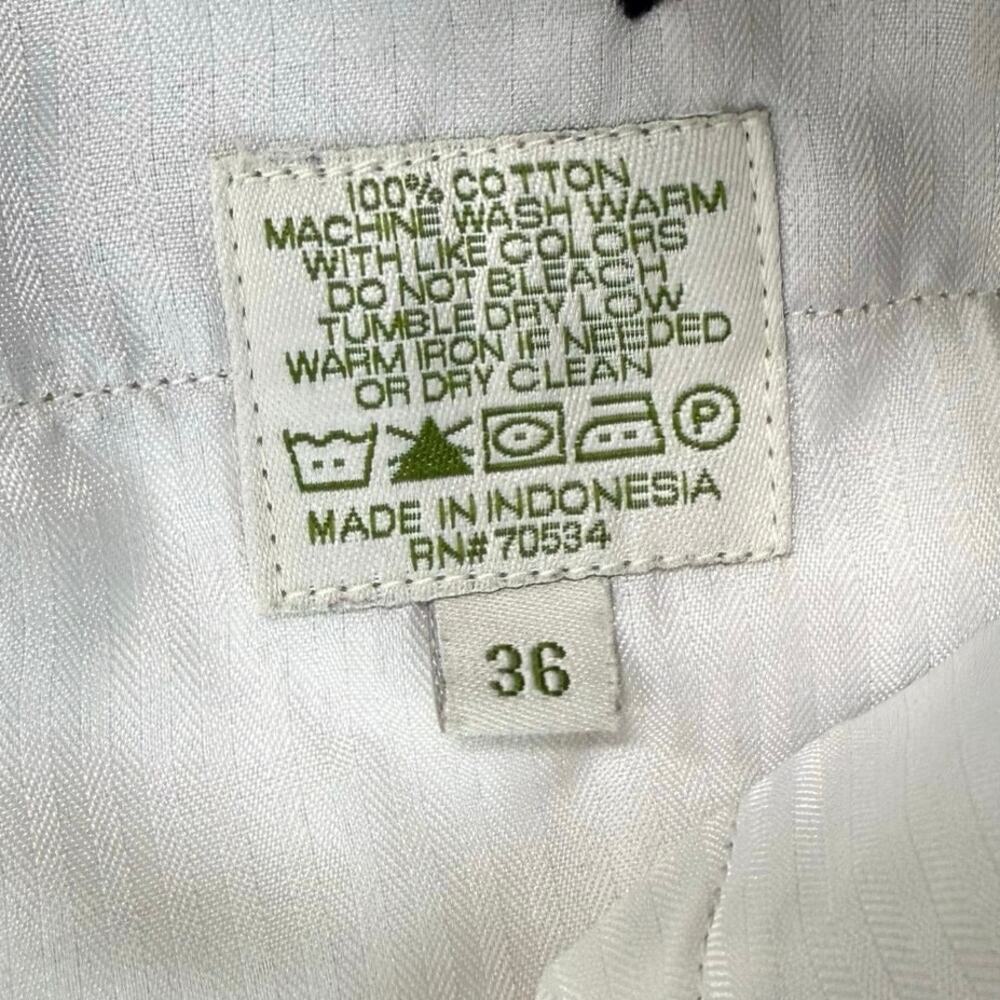 100% COTTON
MACHINE WASH WARM
WITH LIKE COLORS
DO NOT BLEACH
TUMBLE DRY LOW
WARM IRON IF NEEDED
OR DRY CLEAN
P
MADE IN INDONESIA
RN# 70534
36